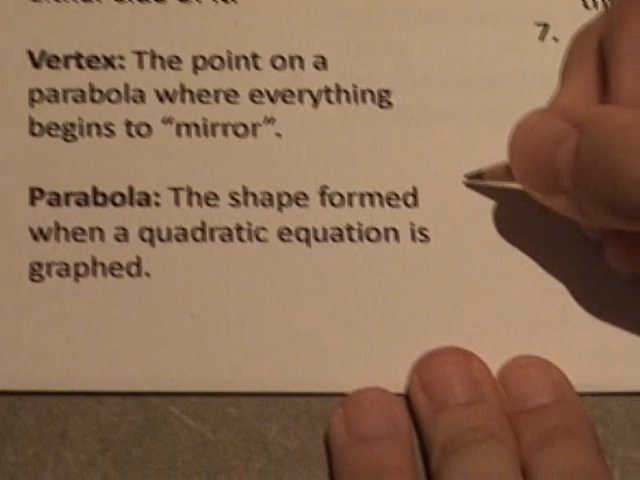 Vertex: The point on a
parabola where everything
begins to “mirror”.
Parabola: The shape formed
when a quadratic equation is
graphed.
7.